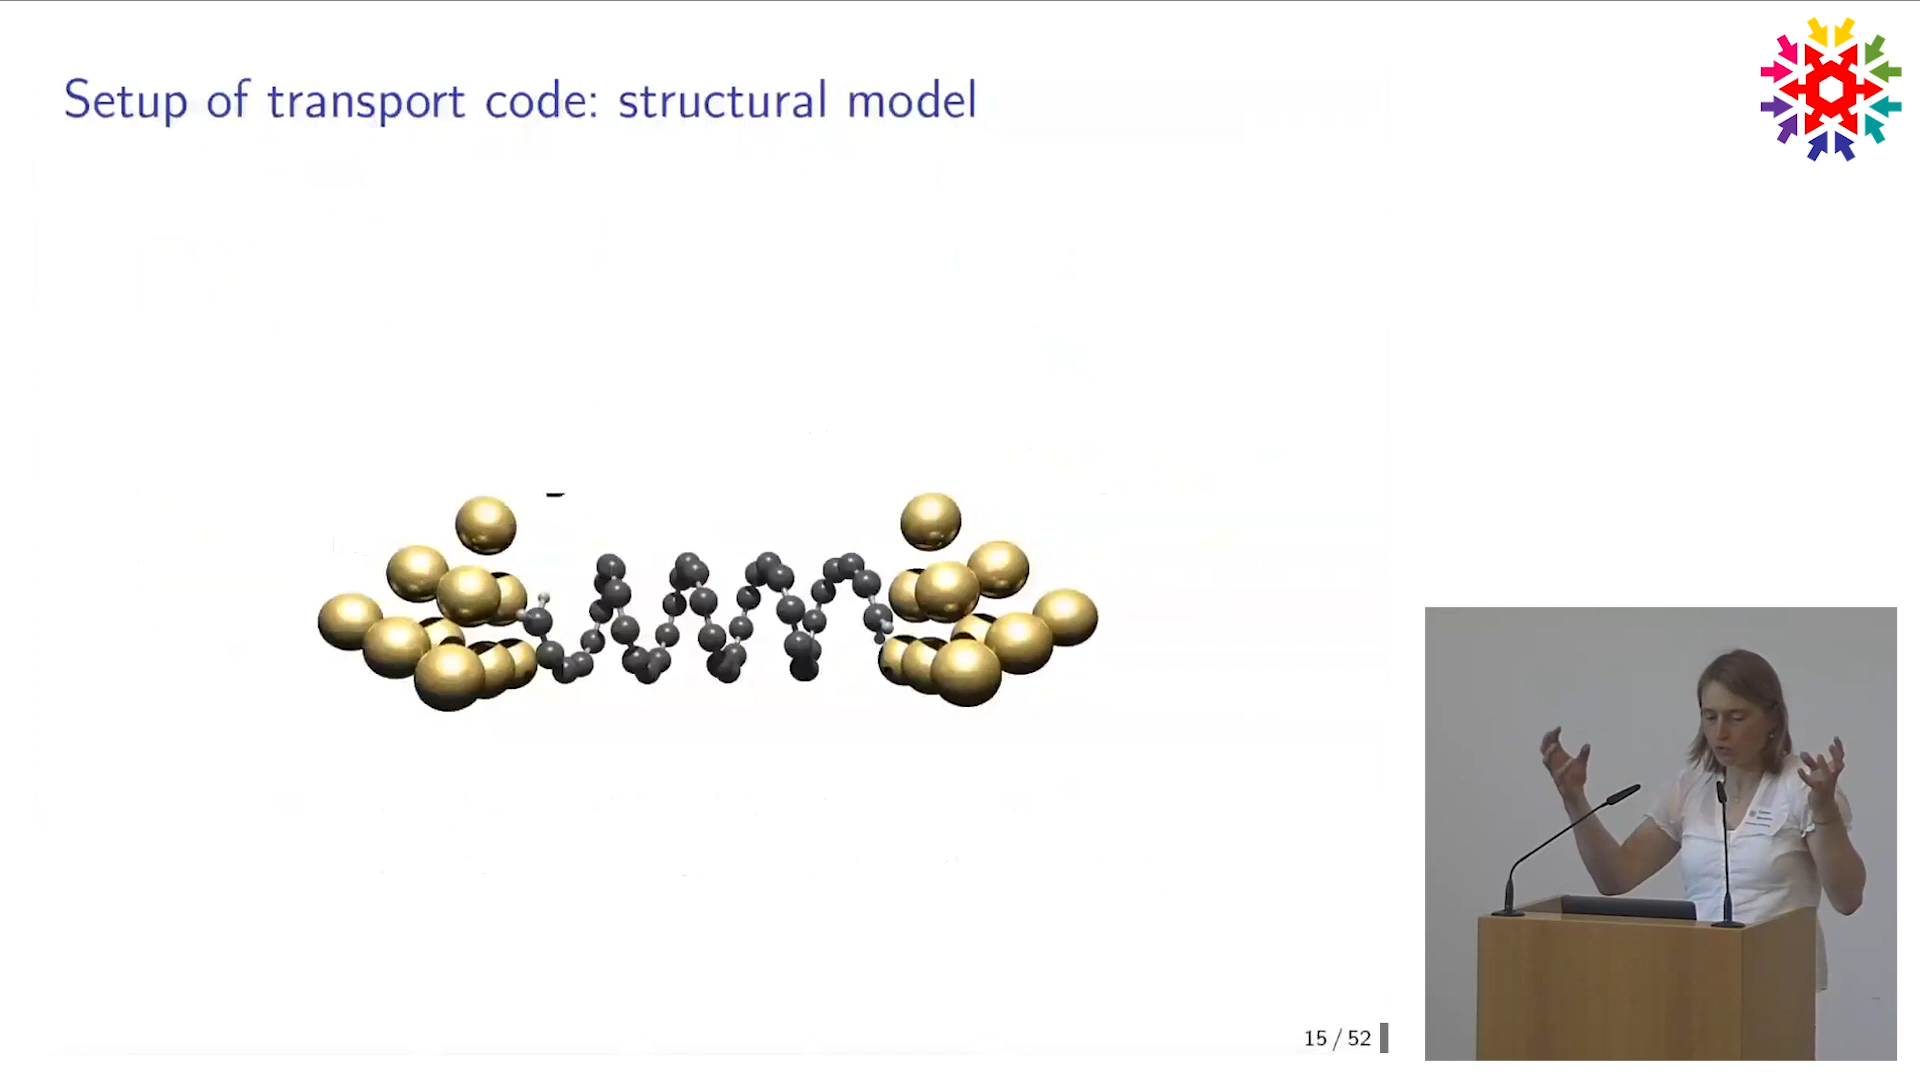 Setup of transport code: structural model
15 / 52